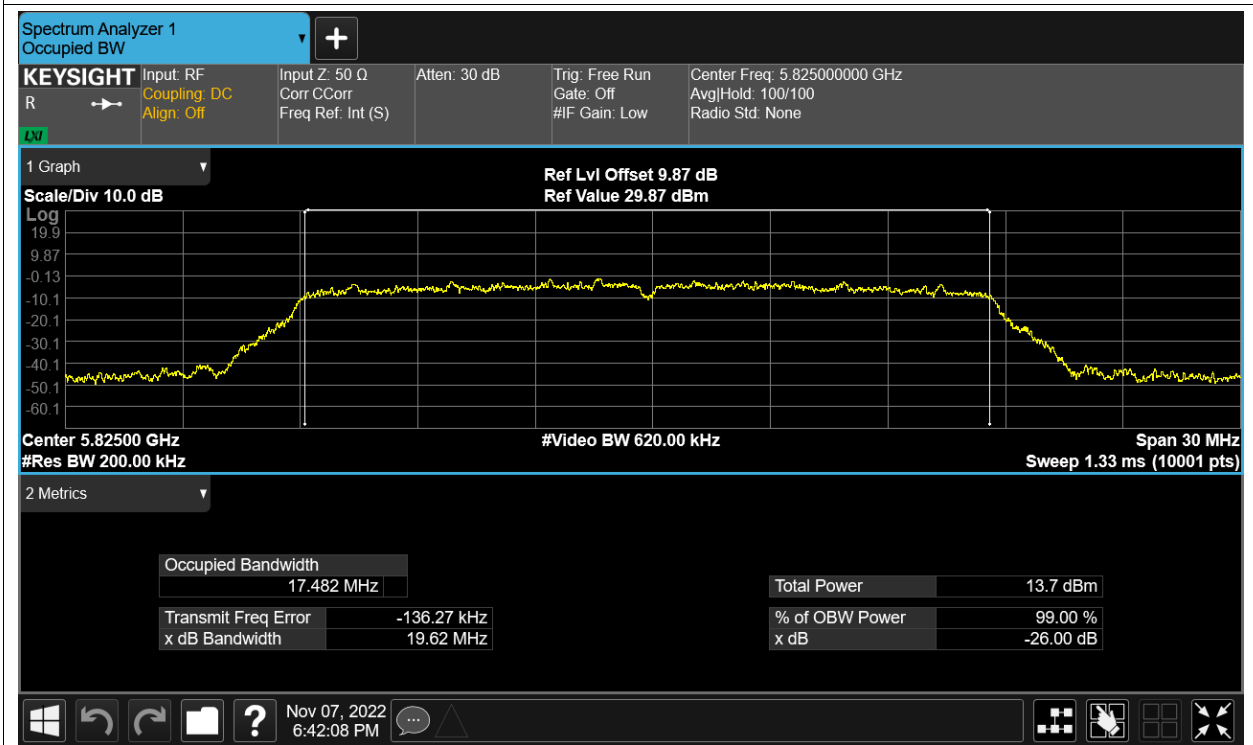 Spectrum Analyzer 1
Occupied BW
KEYSIGHT
R
LXI
Input: RF
Coupling: DC
Align: Off
Input Z: 50 Ω
Corr CCorr
Freq Ref: Int (S)
Atten: 30 dB
Trig: Free Run
Gate: Off
#IF Gain: Low
Center Freq: 5.825000000 GHz
Avg|Hold: 100/100
Radio Std: None
1 Graph
Scale/Div 10.0 dB
Ref Lvl Offset 9.87 dB
Ref Value 29.87 dBm
Log
19.9
9.87
-0.13
-10.1
-20.1
-30.1
-40.1
-50.1
-60.1
Center 5.82500 GHz
#Video BW 620.00 kHz
Span 30 MHz
#Res BW 200.00 kHz
Sweep 1.33 ms (10001 pts)
2 Metrics
Occupied Bandwidth
17.482 MHz
Transmit Freq Error -136.27 kHz
x dB Bandwidth 19.62 MHz
Total Power 13.7 dBm
% of OBW Power 99.00 %
x dB -26.00 dB
?
Nov 07, 2022
6:42:08 PM